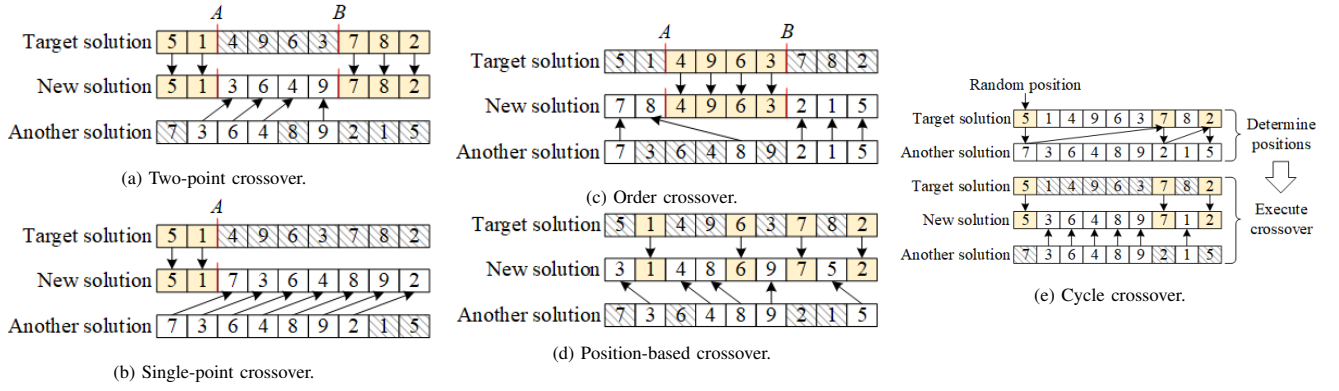 A B
Target solution 5 1 4 9 6 3 7 8 2
New solution 5 1 3 6 4 9 7 8 2
Another solution 7 3 6 4 8 9 2 1 5
(a) Two-point crossover.
A
Target solution 5 1 4 9 6 3 7 8 2
New solution 5 1 7 3 6 4 8 9 2
Another solution 7 3 6 4 8 9 2 1 5
(b) Single-point crossover.
A B
Target solution 5 1 4 9 6 3 7 8 2
New solution 7 8 4 9 6 3 2 1 5
Another solution 7 3 6 4 8 9 2 1 5
(c) Order crossover.
Target solution 5 1 4 9 6 3 7 8 2
New solution 3 1 4 8 6 9 7 5 2
Another solution 7 3 6 4 8 9 2 1 5
(d) Position-based crossover.
Random position
Target solution 5 1 4 9 6 3 7 8 2
Another solution 7 3 6 4 8 9 2 1 5
Determine
positions
Target solution 5 1 4 9 6 3 7 8 2
New solution 5 3 6 4 8 9 7 1 2
Another solution 7 3 6 4 8 9 2 1 5
Execute
crossover
(e) Cycle crossover.